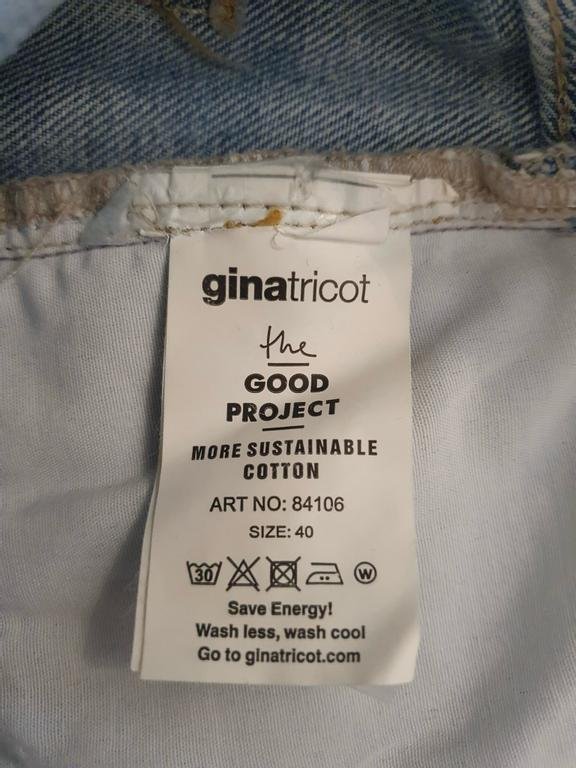 ginatricot
the
GOOD
PROJECT
MORE SUSTAINABLE
COTTON
ART NO: 84106
SIZE: 40
30 W
Save Energy!
Wash less, wash cool
Go to ginatricot.com